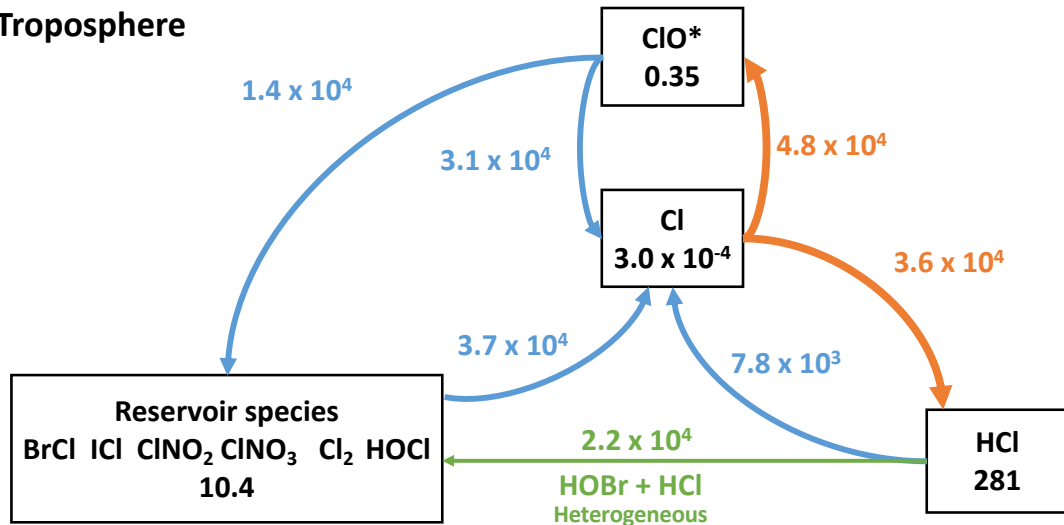 Troposphere
ClO*
0.35
1.4 x 10⁴
3.1 x 10⁴
4.8 x 10⁴
Cl
3.0 x 10⁻⁴
3.6 x 10⁴
3.7 x 10⁴
7.8 x 10³
Reservoir species
BrCl ICl ClNO₂ ClNO₃ Cl₂ HOCl
10.4
2.2 x 10⁴
HOBr + HCl
Heterogeneous
HCl
281